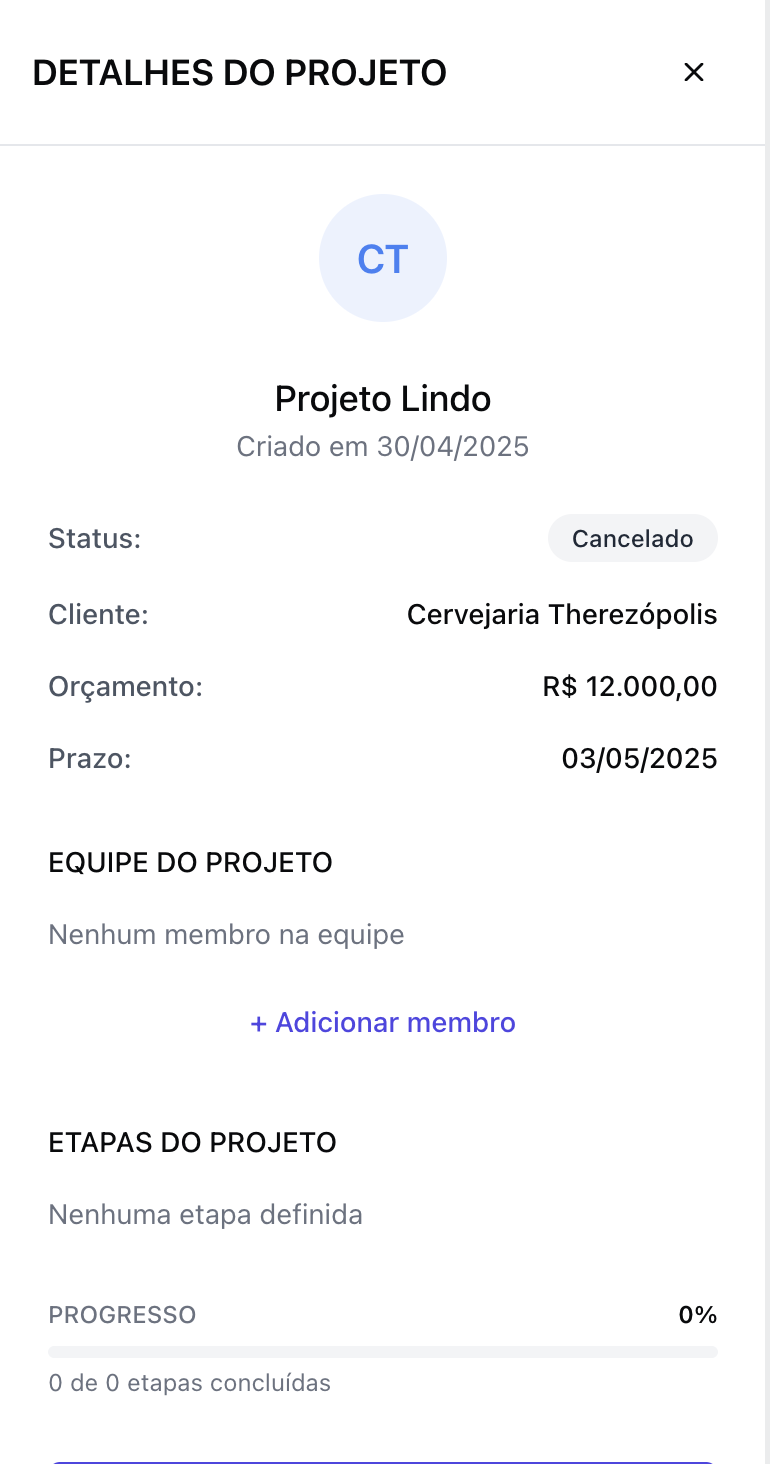 DETALHES DO PROJETO
CT
Projeto Lindo
Criado em 30/04/2025
Status: Cancelado
Cliente: Cervejaria Therezópolis
Orçamento: R$ 12.000,00
Prazo: 03/05/2025
EQUIPE DO PROJETO
Nenhum membro na equipe
+ Adicionar membro
ETAPAS DO PROJETO
Nenhuma etapa definida
PROGRESSO 0%
0 de 0 etapas concluídas